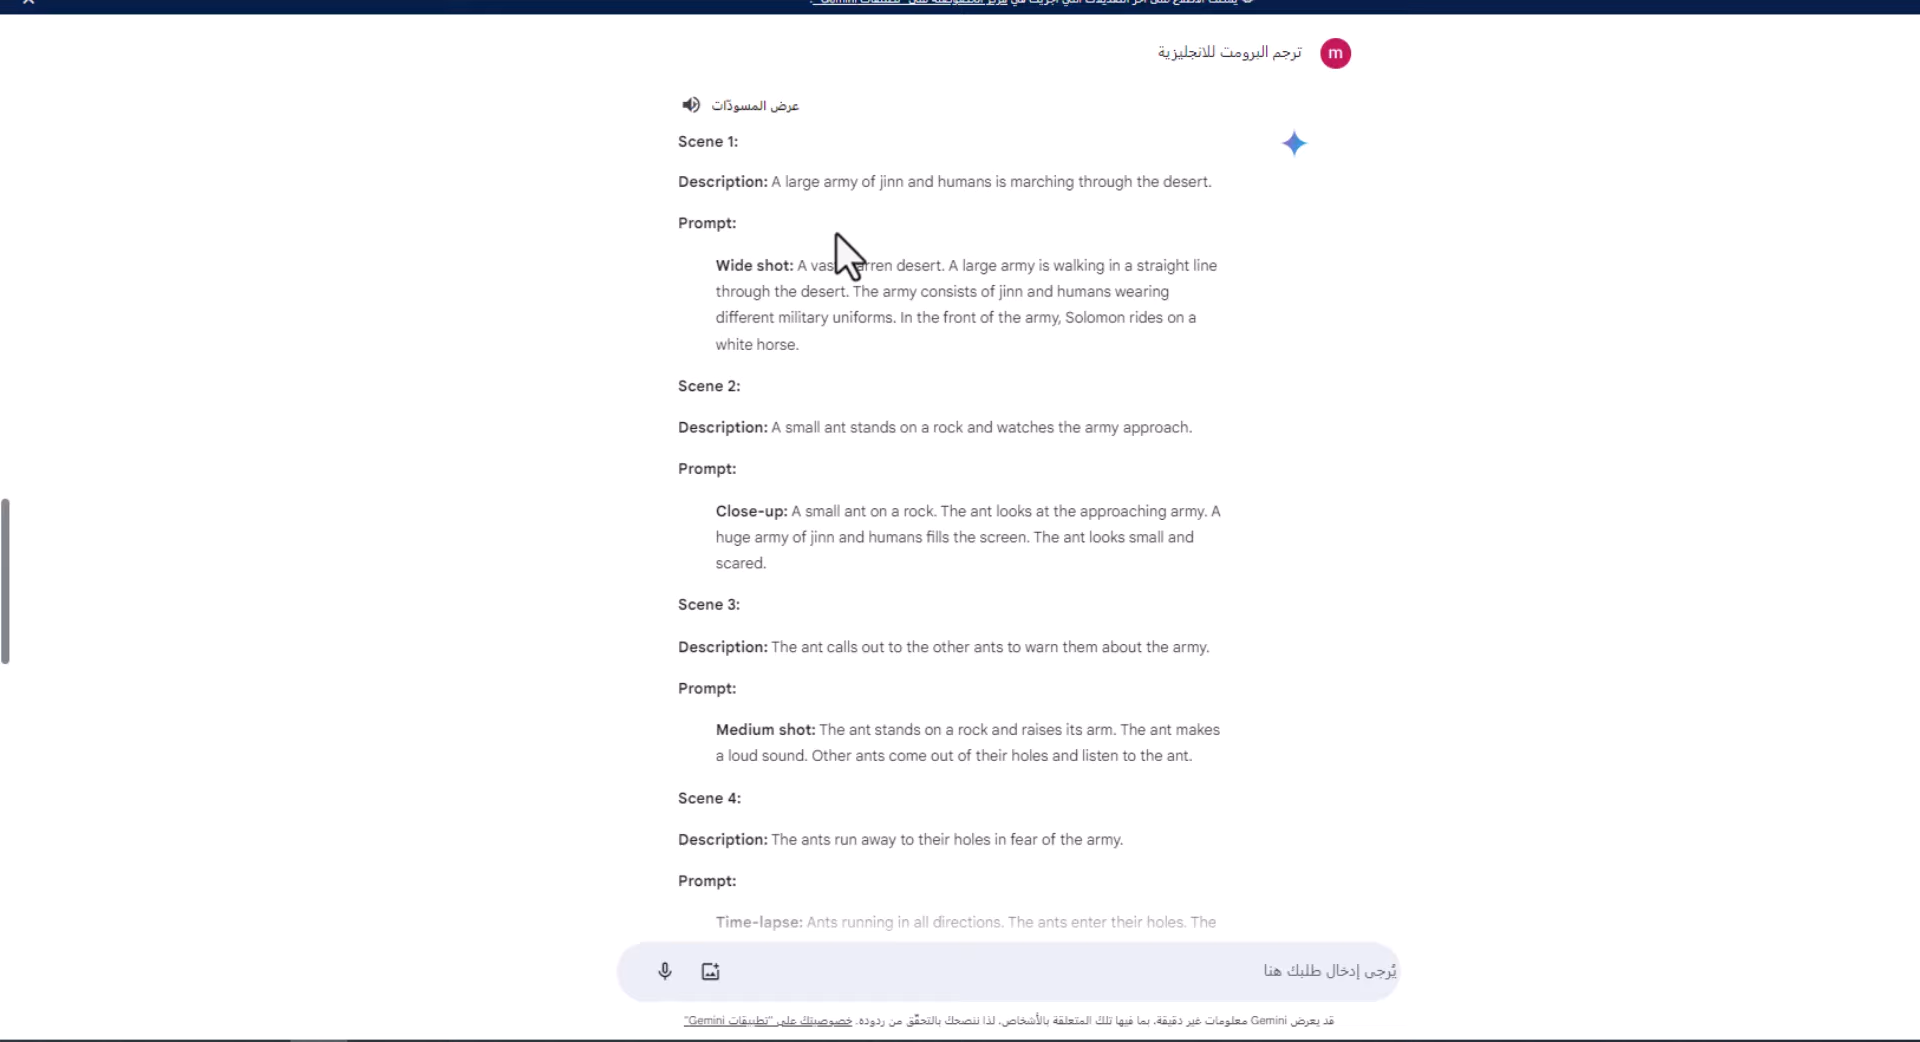 ترجم البرومت للانجليزية
m
عرض المسودّات
Scene 1:
Description: A large army of jinn and humans is marching through the desert.
Prompt:
Wide shot: A desert. A large army is walking in a straight line
through the desert. The army consists of jinn and humans wearing
different military uniforms. In the front of the army, Solomon rides on a
white horse.
Scene 2:
Description: A small ant stands on a rock and watches the army approach.
Prompt:
Close-up: A small ant on a rock. The ant looks at the approaching army. A
huge army of jinn and humans fills the screen. The ant looks small and
scared.
Scene 3:
Description: The ant calls out to the other ants to warn them about the army.
Prompt:
Medium shot: The ant stands on a rock and raises its arm. The ant makes
a loud sound. Other ants come out of their holes and listen to the ant.
Scene 4:
Description: The ants run away to their holes in fear of the army.
Prompt:
Time-lapse: Ants running in all directions. The ants enter their holes. The
يُرجى إدخال طلبك هنا
قد يعرض Gemini معلومات غير دقيقة، بما فيها تلك المتعلقة بالأشخاص، لذا ننصحك بالتحقّق من ردوده. خصوصيتك على "تطبيقات Gemini"